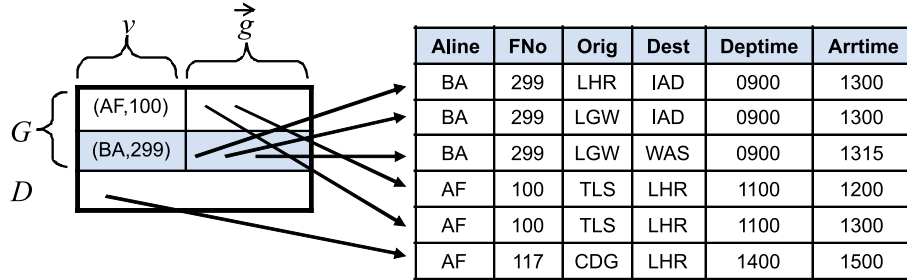 v g
Aline FNo Orig Dest Deptime Arrtime
BA 299 LHR IAD 0900 1300
BA 299 LGW IAD 0900 1300
BA 299 LGW WAS 0900 1315
AF 100 TLS LHR 1100 1200
AF 100 TLS LHR 1100 1300
AF 117 CDG LHR 1400 1500
G
(AF,100)
(BA,299)
D